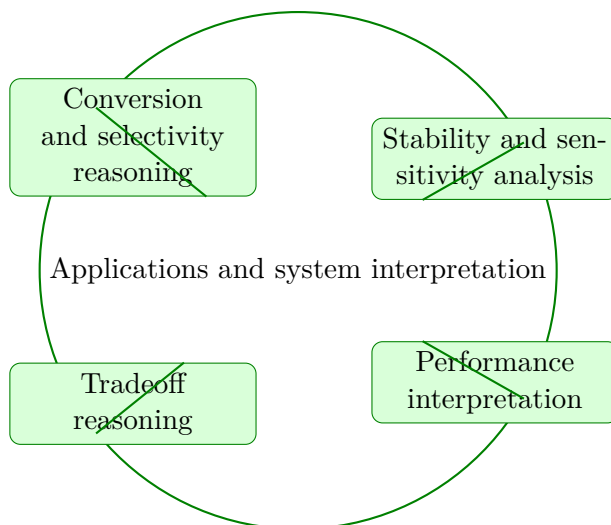 Conversion
and selectivity
reasoning
Stability and sen-
sitivity analysis
Applications and system interpretation
Tradeoff
reasoning
Performance
interpretation